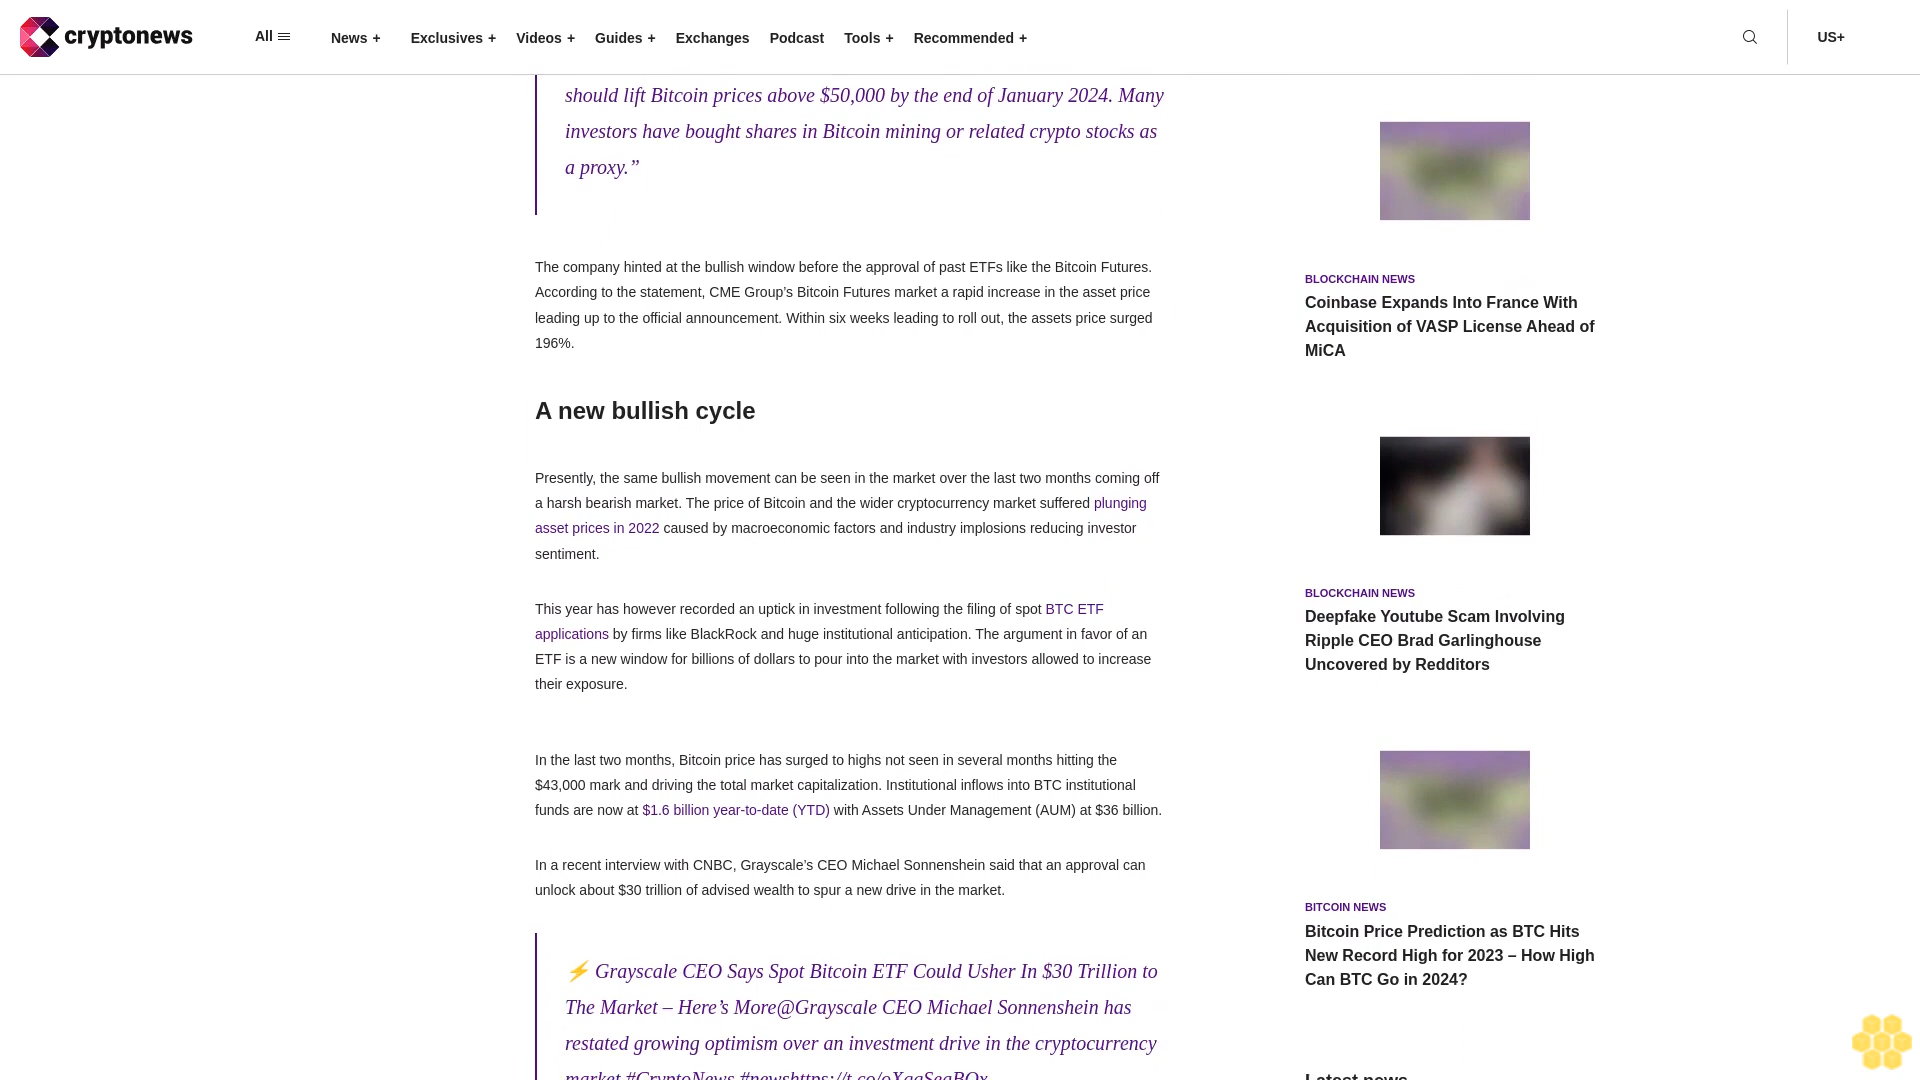 cryptonews
All
News +
Exclusives +
Videos +
Guides +
Exchanges
Podcast
Tools +
Recommended +
US+
should lift Bitcoin prices above $50,000 by the end of January 2024. Many
investors have bought shares in Bitcoin mining or related crypto stocks as
a proxy.”
The company hinted at the bullish window before the approval of past ETFs like the Bitcoin Futures.
According to the statement, CME Group’s Bitcoin Futures market a rapid increase in the asset price
leading up to the official announcement. Within six weeks leading to roll out, the assets price surged
196%.
A new bullish cycle
Presently, the same bullish movement can be seen in the market over the last two months coming off
a harsh bearish market. The price of Bitcoin and the wider cryptocurrency market suffered plunging
asset prices in 2022 caused by macroeconomic factors and industry implosions reducing investor
sentiment.
This year has however recorded an uptick in investment following the filing of spot BTC ETF
applications by firms like BlackRock and huge institutional anticipation. The argument in favor of an
ETF is a new window for billions of dollars to pour into the market with investors allowed to increase
their exposure.
In the last two months, Bitcoin price has surged to highs not seen in several months hitting the
$43,000 mark and driving the total market capitalization. Institutional inflows into BTC institutional
funds are now at $1.6 billion year-to-date (YTD) with Assets Under Management (AUM) at $36 billion.
In a recent interview with CNBC, Grayscale’s CEO Michael Sonnenshein said that an approval can
unlock about $30 trillion of advised wealth to spur a new drive in the market.
⚡ Grayscale CEO Says Spot Bitcoin ETF Could Usher In $30 Trillion to
The Market – Here’s More@Grayscale CEO Michael Sonnenshein has
restated growing optimism over an investment drive in the cryptocurrency
market.#CryptoNews #newshttps://t.co/oXaqSegBOx
BLOCKCHAIN NEWS
Coinbase Expands Into France With
Acquisition of VASP License Ahead of
MiCA
BLOCKCHAIN NEWS
Deepfake Youtube Scam Involving
Ripple CEO Brad Garlinghouse
Uncovered by Redditors
BITCOIN NEWS
Bitcoin Price Prediction as BTC Hits
New Record High for 2023 – How High
Can BTC Go in 2024?
Latest news